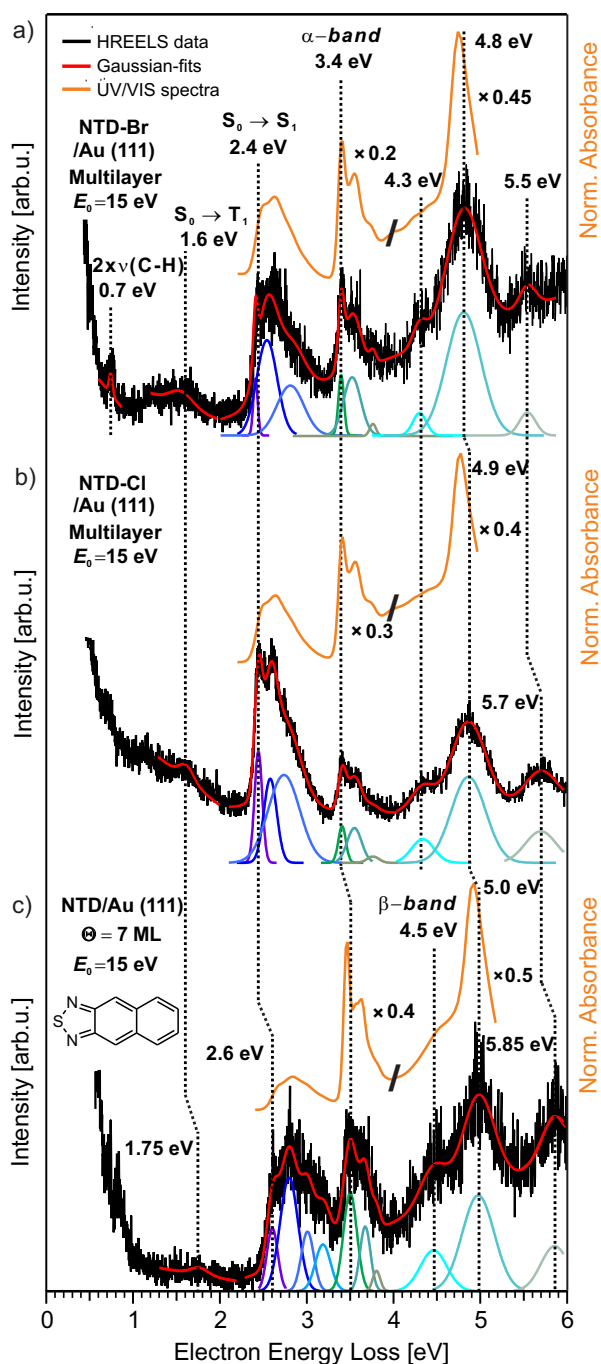 a)
HREELS data
Gaussian-fits
ÜV/VIS spectra
α-band
3.4 eV
4.8 eV
×0.45
S0 → S1
2.4 eV
×0.2
NTD-Br
/Au (111)
Multilayer
E0=15 eV
S0 → T1
1.6 eV
4.3 eV
5.5 eV
2xν(C-H)
0.7 eV
Intensity [arb.u.]
Norm. Absorbance
b)
NTD-Cl
/Au (111)
Multilayer
E0=15 eV
4.9 eV
×0.4
×0.3
5.7 eV
Intensity [arb.u.]
Norm. Absorbance
c)
NTD/Au (111)
Θ = 7 ML
E0=15 eV
N
S
N
β-band
4.5 eV
5.0 eV
×0.5
×0.4
2.6 eV
5.85 eV
1.75 eV
Intensity [arb.u.]
Norm. Absorbance
0 1 2 3 4 5 6
Electron Energy Loss [eV]